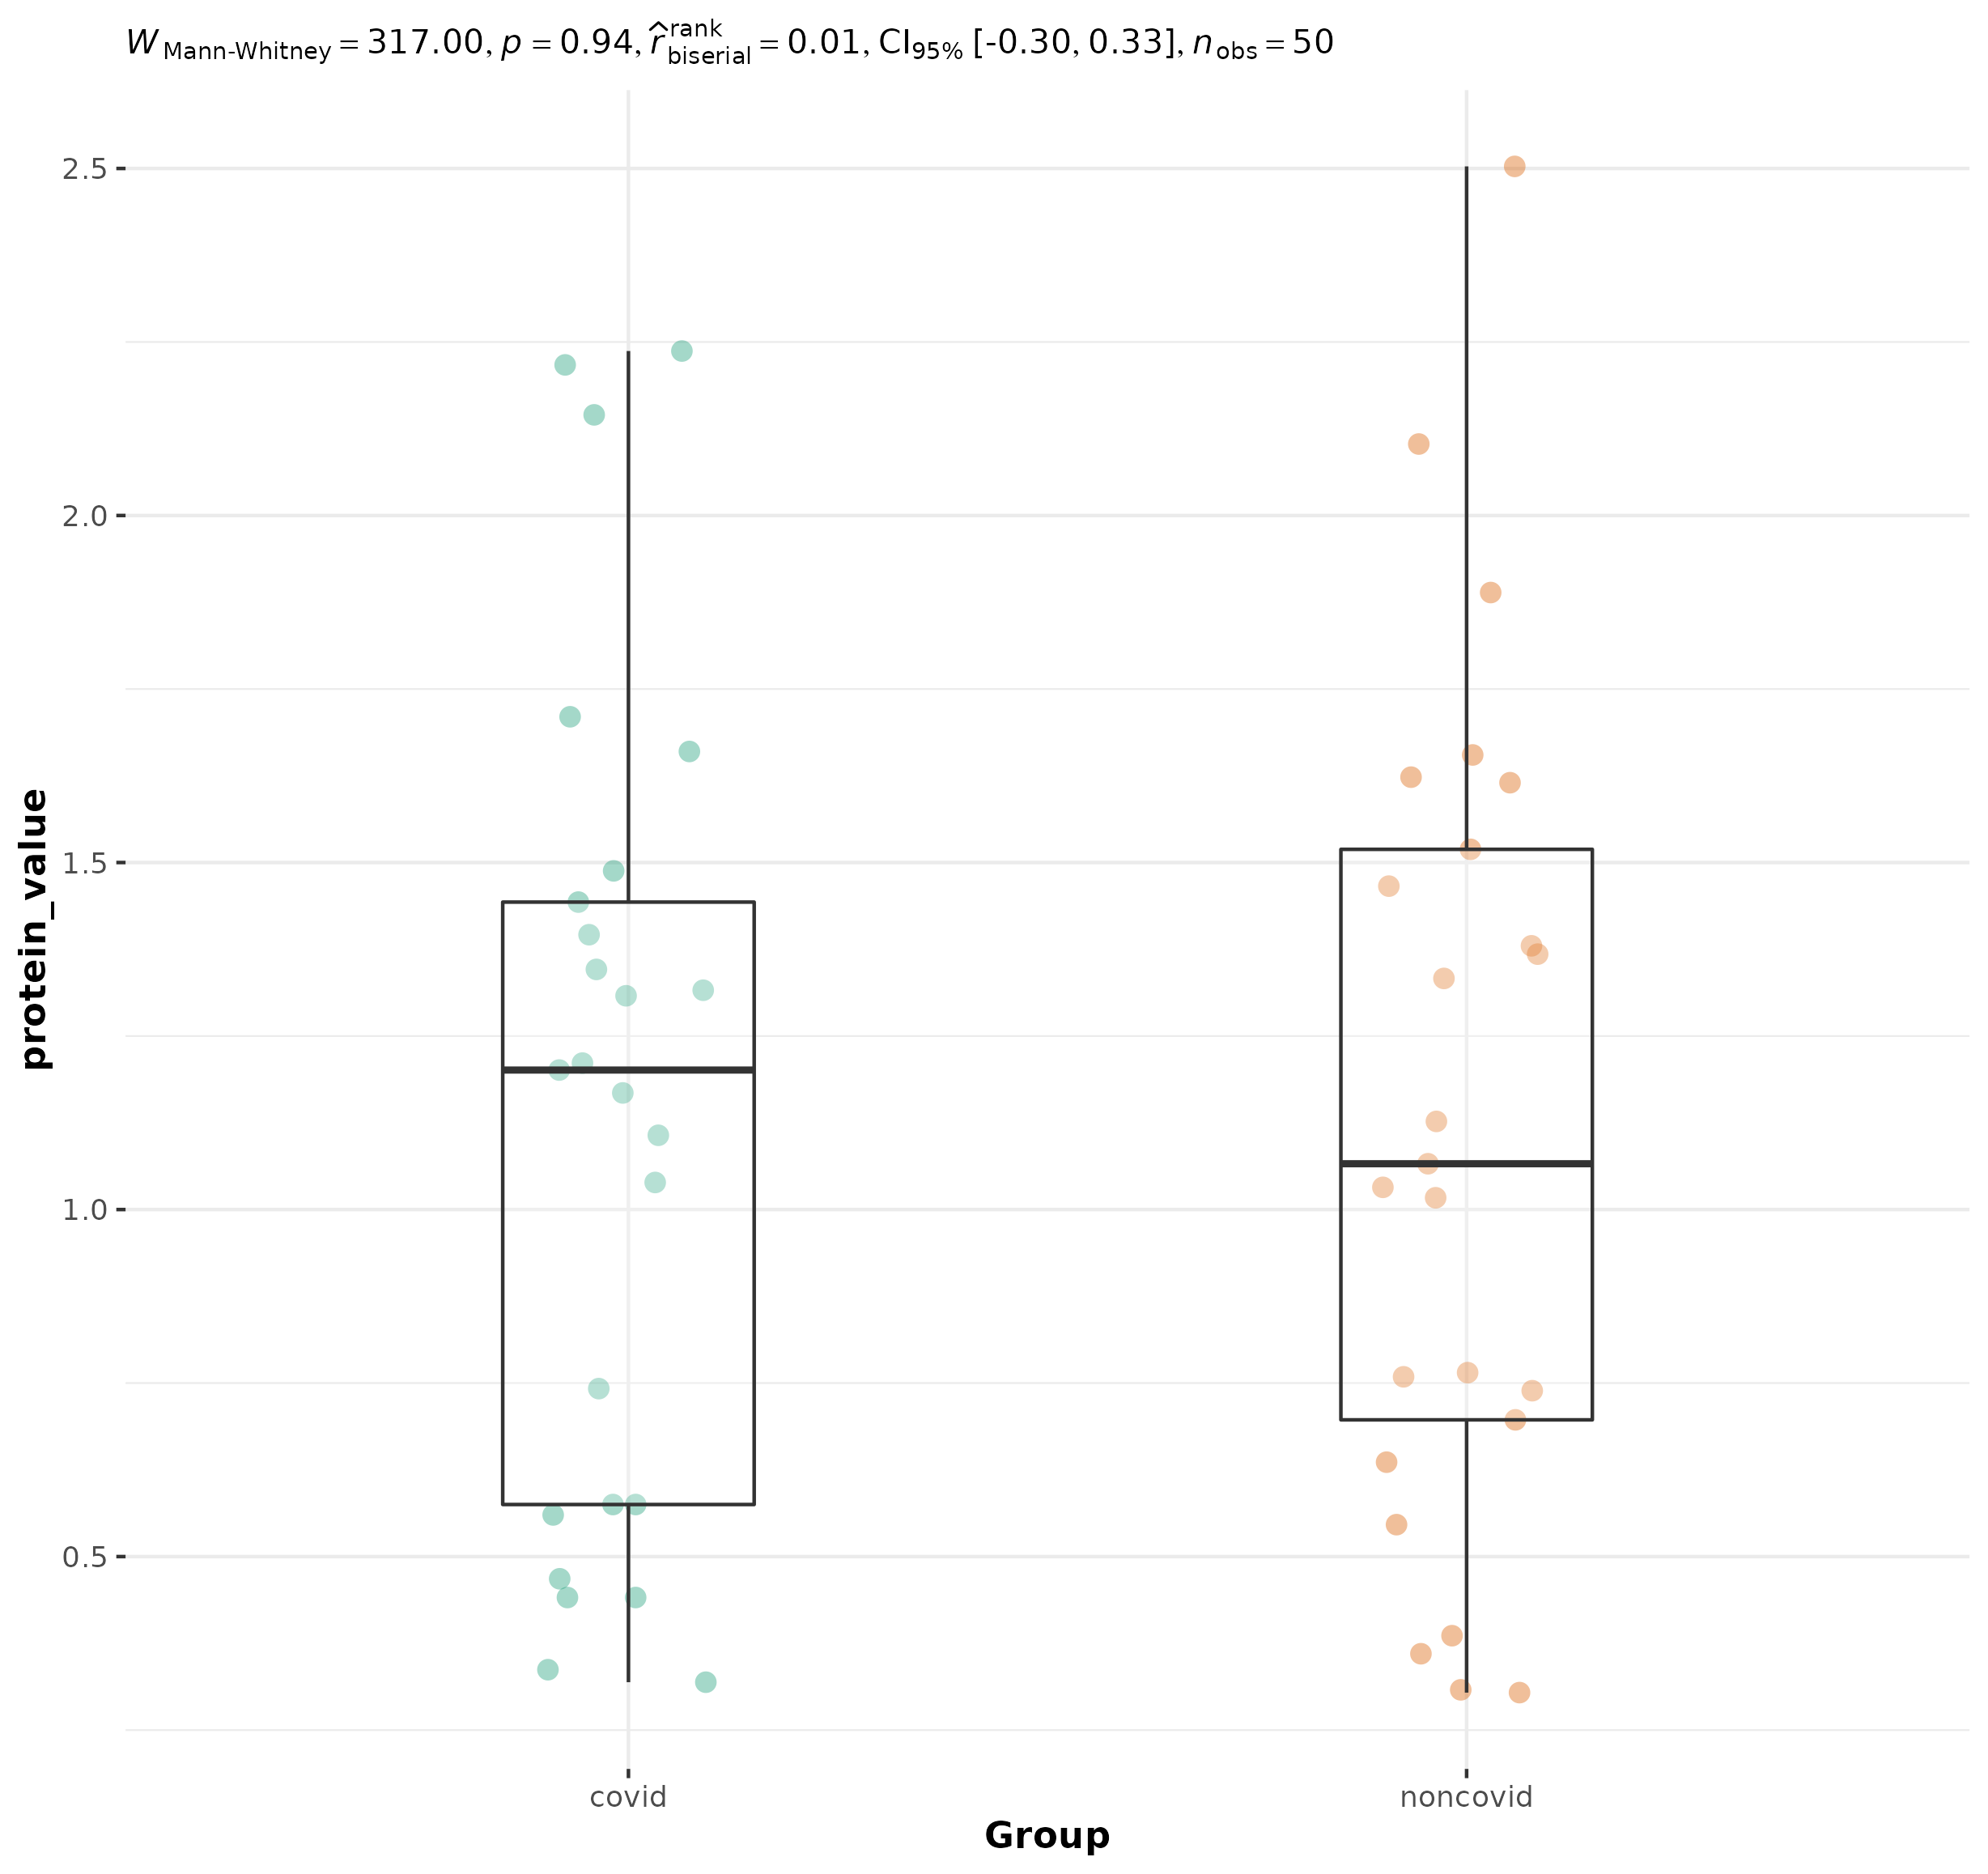 W Mann-Whitney = 317.00, p = 0.94, r̂ rank biserial = 0.01, CI95% [-0.30, 0.33], nobs = 50
2.5
2.0
1.5
1.0
0.5
protein_value
covid noncovid
Group